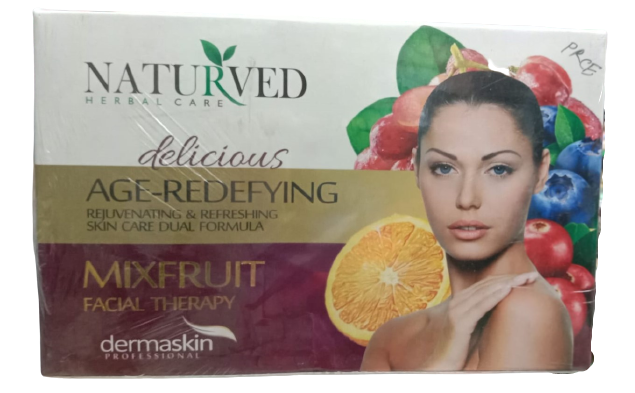 NATURVED
HERBAL CARE
delicious
AGE-REDEFYING
REJUVENATING & REFRESHING
SKIN CARE DUAL FORMULA
MIXFRUIT
FACIAL THERAPY
dermaskin
PROFESSIONAL